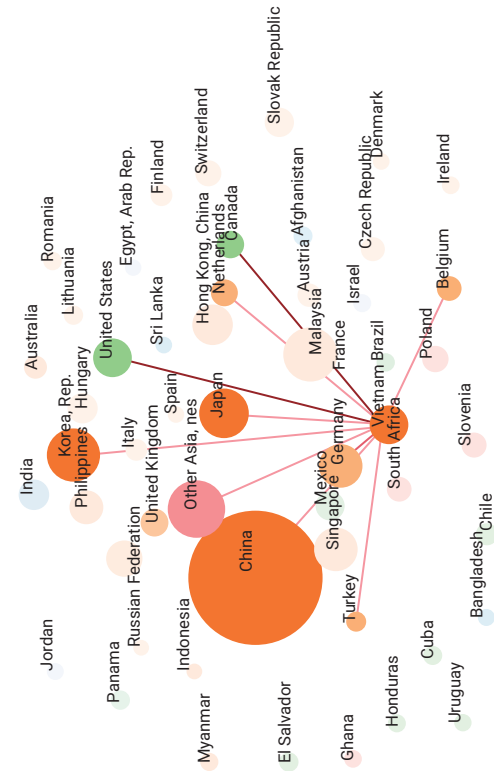 India
Australia
Jordan
Romania
Korea, Rep.
Lithuania
Philippines
Hungary
United States
Panama
Egypt, Arab Rep.
Italy
Russian Federation
United Kingdom
Sri Lanka
Finland
Spain
Indonesia
Other Asia, nes
Switzerland
Myanmar
Hong Kong, China
Japan
Netherlands
Canada
China
Slovak Republic
El Salvador
Afghanistan
Austria
Malaysia
Mexico
Singapore
Germany
France
Ghana
Turkey
Israel
Czech Republic
Vietnam
Brazil
Denmark
Honduras
South Africa
Cuba
Poland
Belgium
Ireland
Uruguay
Slovenia
Bangladesh
Chile